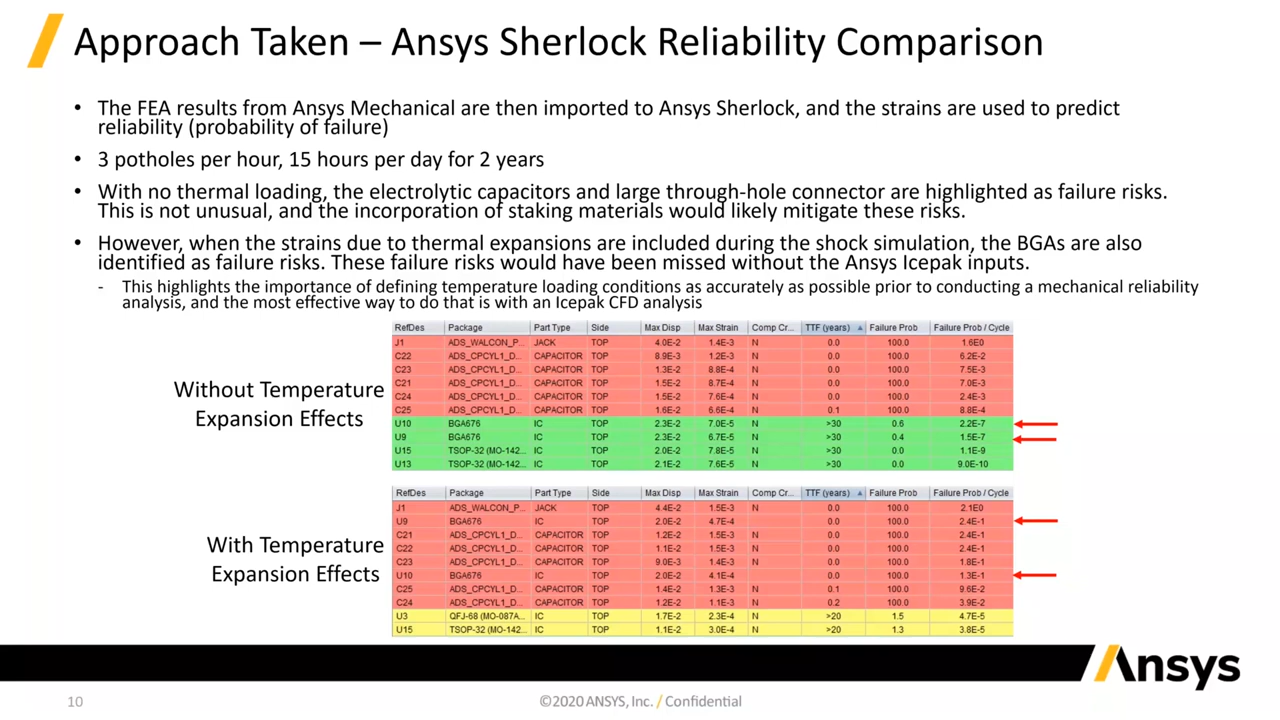 Approach Taken – Ansys Sherlock Reliability Comparison
• The FEA results from Ansys Mechanical are then imported to Ansys Sherlock, and the strains are used to predict
reliability (probability of failure)
• 3 potholes per hour, 15 hours per day for 2 years
• With no thermal loading, the electrolytic capacitors and large through-hole connector are highlighted as failure risks.
This is not unusual, and the incorporation of staking materials would likely mitigate these risks.
• However, when the strains due to thermal expansions are included during the shock simulation, the BGAs are also
identified as failure risks. These failure risks would have been missed without the Ansys Icepak inputs.
- This highlights the importance of defining temperature loading conditions as accurately as possible prior to conducting a mechanical reliability
analysis, and the most effective way to do that is with an Icepak CFD analysis
Without Temperature
Expansion Effects
RefDes Package Part Type Side Max Disp Max Strain Comp Cr... TTF (years) Failure Prob Failure Prob / Cycle
J1 ADS_WALCON_P... JACK TOP 4.0E-2 1.4E-3 N 0.0 100.0 1.6E0
C22 ADS_CPCYL1_D... CAPACITOR TOP 8.9E-3 1.2E-3 N 0.0 100.0 6.2E-2
C23 ADS_CPCYL1_D... CAPACITOR TOP 1.3E-2 8.8E-4 N 0.0 100.0 7.5E-3
C21 ADS_CPCYL1_D... CAPACITOR TOP 1.5E-2 8.7E-4 N 0.0 100.0 7.0E-3
C24 ADS_CPCYL1_D... CAPACITOR TOP 1.5E-2 7.6E-4 N 0.0 100.0 2.4E-3
C25 ADS_CPCYL1_D... CAPACITOR TOP 1.6E-2 6.6E-4 N 0.1 100.0 8.8E-4
U10 BGA676 IC TOP 2.3E-2 7.0E-5 N >30 0.6 2.2E-7
U9 BGA676 IC TOP 2.3E-2 6.7E-5 N >30 0.4 1.5E-7
U15 TSOP-32 (MO-142... IC TOP 2.0E-2 7.8E-5 N >30 0.0 1.1E-9
U13 TSOP-32 (MO-142... IC TOP 2.1E-2 7.6E-5 N >30 0.0 9.0E-10
With Temperature
Expansion Effects
RefDes Package Part Type Side Max Disp Max Strain Comp Cr... TTF (years) Failure Prob Failure Prob / Cycle
J1 ADS_WALCON_P... JACK TOP 4.4E-2 1.5E-3 N 0.0 100.0 2.1E0
U9 BGA676 IC TOP 2.0E-2 4.7E-4 0.0 100.0 2.4E-1
C21 ADS_CPCYL1_D... CAPACITOR TOP 1.2E-2 1.5E-3 N 0.0 100.0 2.4E-1
C22 ADS_CPCYL1_D... CAPACITOR TOP 1.1E-2 1.5E-3 N 0.0 100.0 2.4E-1
C23 ADS_CPCYL1_D... CAPACITOR TOP 9.0E-3 1.4E-3 N 0.0 100.0 1.8E-1
U10 BGA676 IC TOP 2.0E-2 4.1E-4 0.0 100.0 1.3E-1
C25 ADS_CPCYL1_D... CAPACITOR TOP 1.4E-2 1.3E-3 N 0.1 100.0 9.6E-2
C24 ADS_CPCYL1_D... CAPACITOR TOP 1.2E-2 1.1E-3 N 0.2 100.0 3.9E-2
U3 QFJ-68 (MO-087A... IC TOP 1.7E-2 2.3E-4 N >20 1.5 4.7E-5
U15 TSOP-32 (MO-142... IC TOP 1.1E-2 3.0E-4 N >20 1.3 3.8E-5
Ansys
10
©2020 ANSYS, Inc. / Confidential